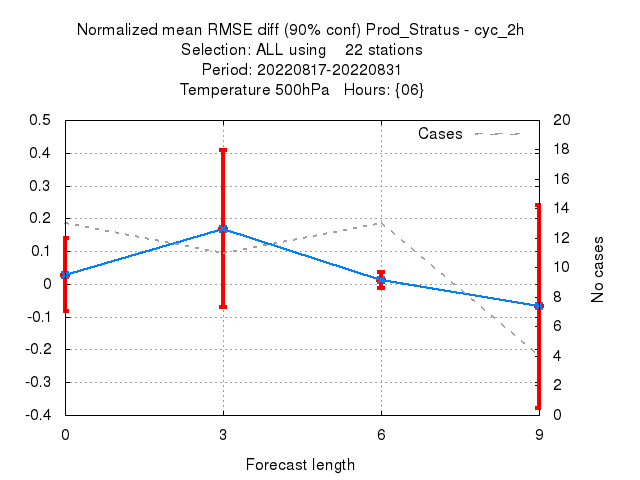 Normalized mean RMSE diff (90% conf) Prod_Stratus - cyc_2h
Selection: ALL using    22 stations
Period: 20220817-20220831
Temperature 500hPa   Hours: {06}
Cases
0.5
0.4
0.3
0.2
0.1
0
-0.1
-0.2
-0.3
-0.4
20
18
16
14
12
10
8
6
4
2
0
No cases
0 3 6 9
Forecast length